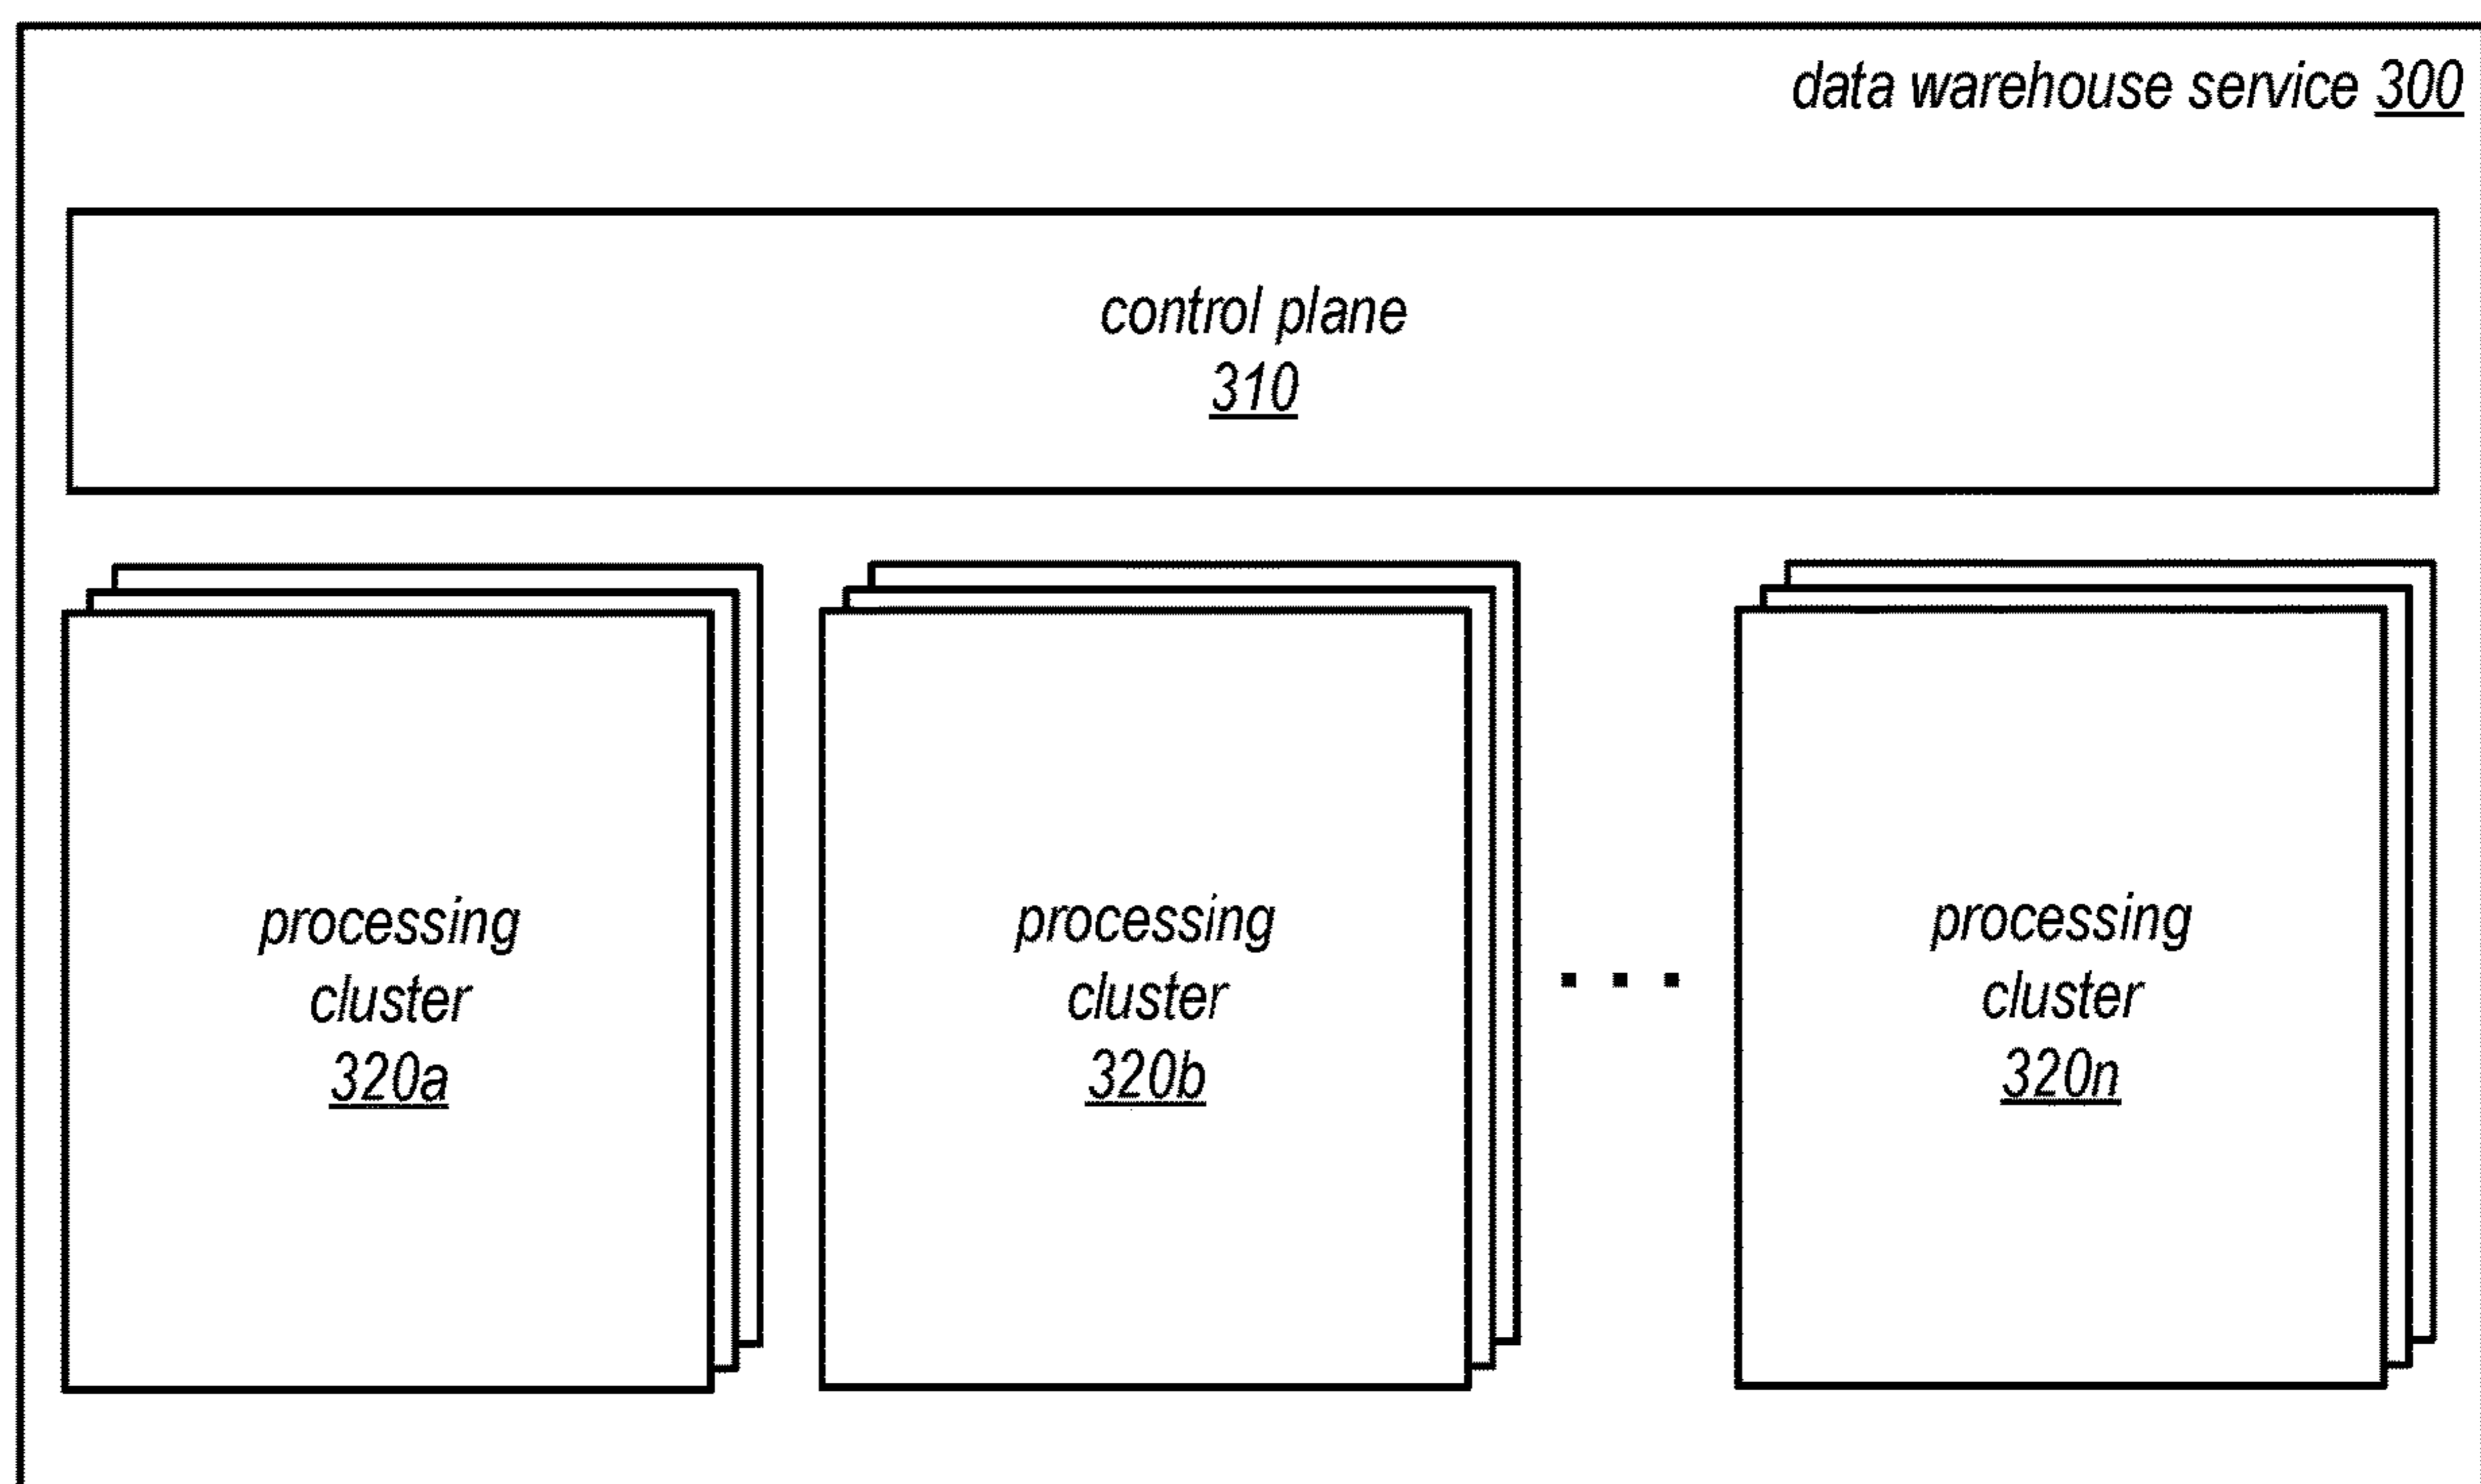 data warehouse service 300
control plane
310
processing
cluster
320a
processing
cluster
320b
. . .
processing
cluster
320n